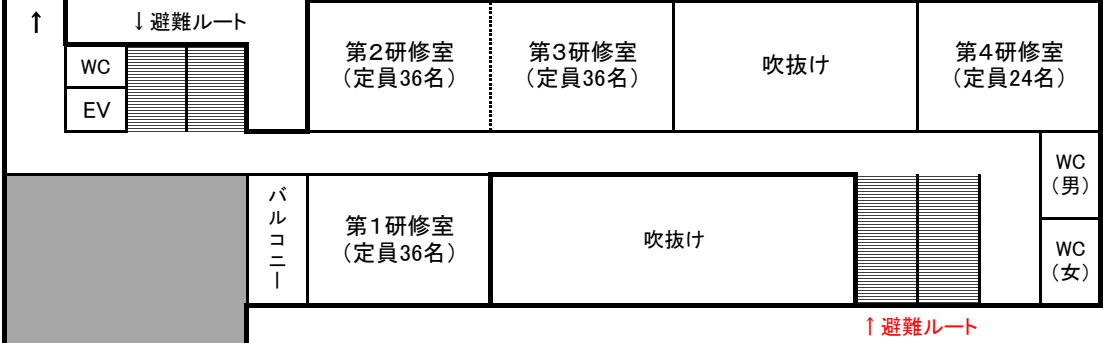 ↑
↓避難ルート
WC
EV
第2研修室
(定員36名)
第3研修室
(定員36名)
吹抜け
第4研修室
(定員24名)
バルコニー
第1研修室
(定員36名)
吹抜け
WC
(男)
WC
(女)
↑避難ルート